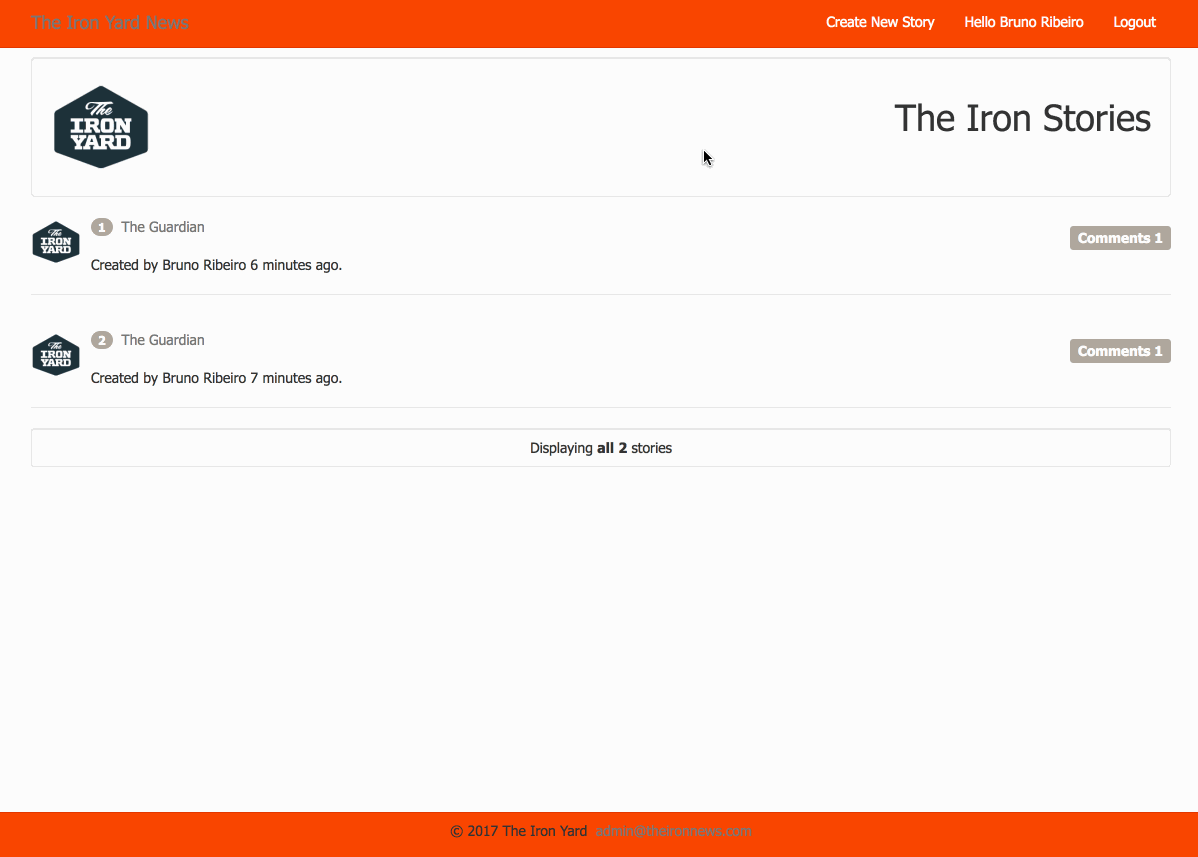 The Iron Yard News Create New Story Hello Bruno Ribeiro Logout
The
IRON
YARD
The Iron Stories
The
IRON
YARD
1 The Guardian
Comments 1
Created by Bruno Ribeiro 6 minutes ago.
The
IRON
YARD
2 The Guardian
Comments 1
Created by Bruno Ribeiro 7 minutes ago.
Displaying all 2 stories
© 2017 The Iron Yard admin@theironnews.com